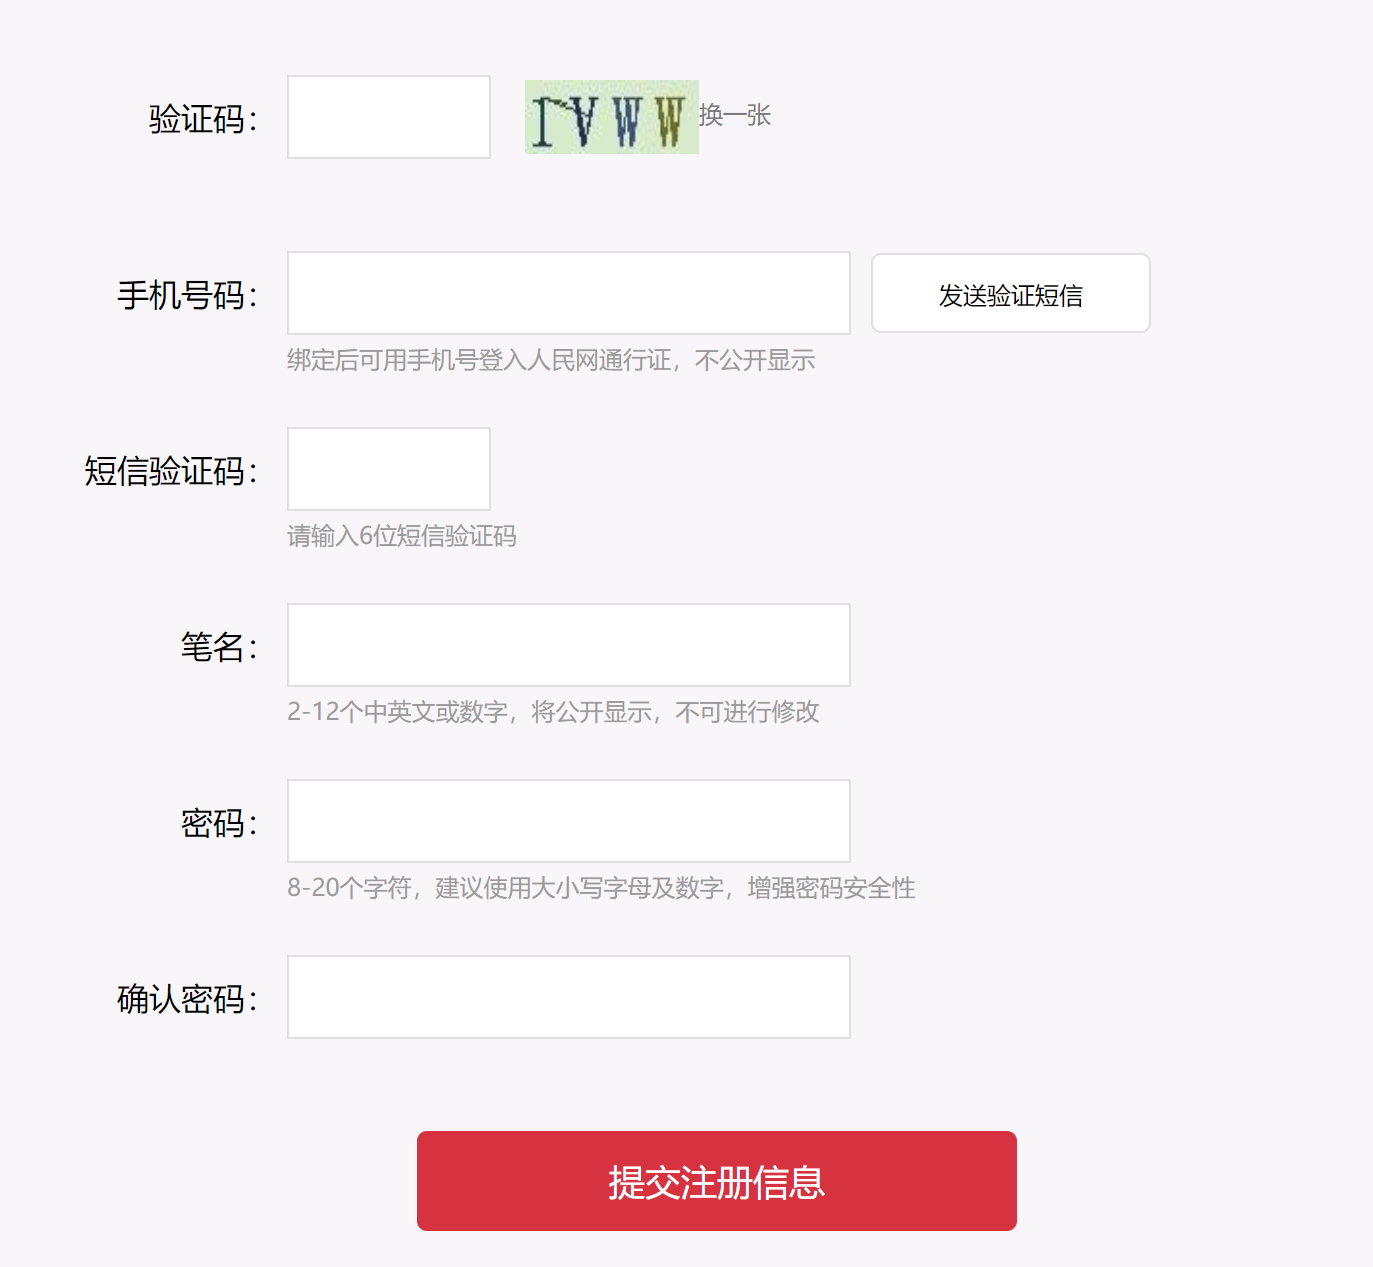 验证码：
VWW
换一张
手机号码：
发送验证短信
绑定后可用手机号登入人民网通行证，不公开显示
短信验证码：
请输入6位短信验证码
笔名：
2-12个中英文或数字，将公开显示，不可进行修改
密码：
8-20个字符，建议使用大小写字母及数字，增强密码安全性
确认密码：
提交注册信息